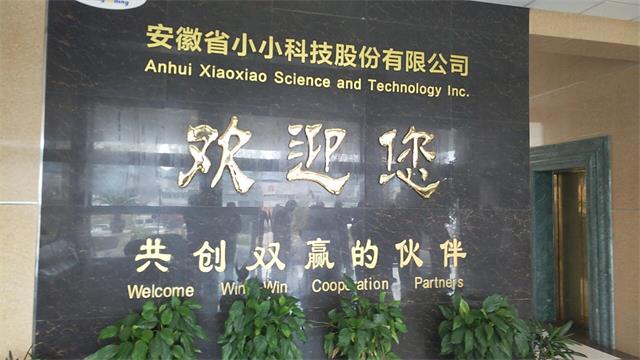 安徽省小小科技股份有限公司
Anhui Xiaoxiao Science and Technology Inc.
欢迎您
共创双赢的伙伴
Welcome Win-Win Cooperation Partners